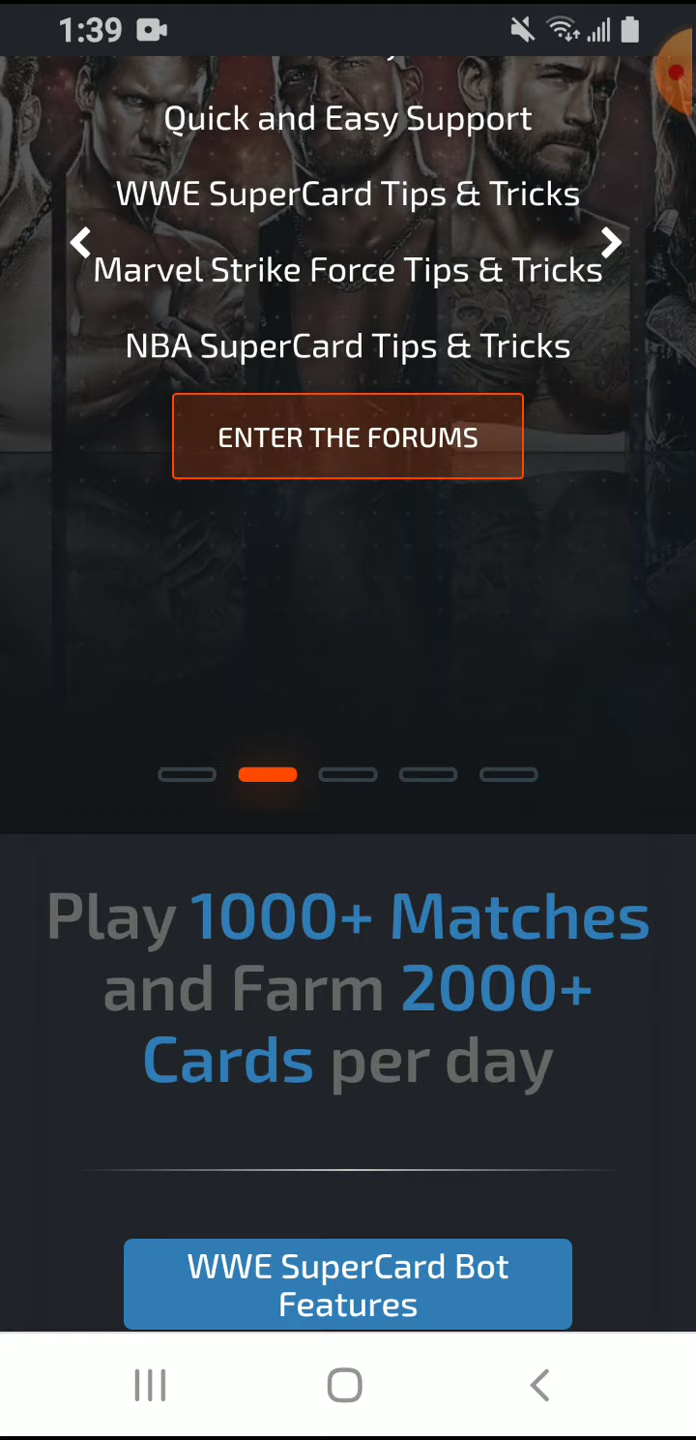 1:39
Quick and Easy Support
WWE SuperCard Tips & Tricks
Marvel Strike Force Tips & Tricks
NBA SuperCard Tips & Tricks
ENTER THE FORUMS
Play 1000+ Matches
and Farm 2000+
Cards per day
WWE SuperCard Bot
Features